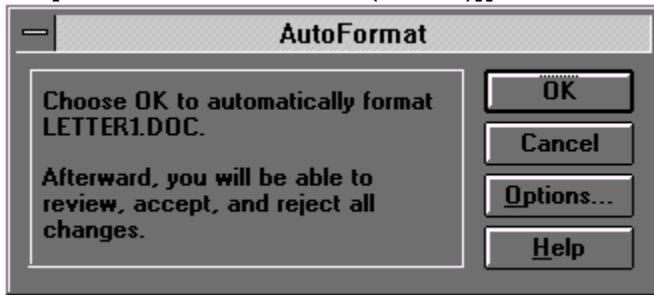 AutoFormat
Choose OK to automatically format
LETTER1.DOC.
Afterward, you will be able to
review, accept, and reject all
changes.
OK
Cancel
Options...
Help